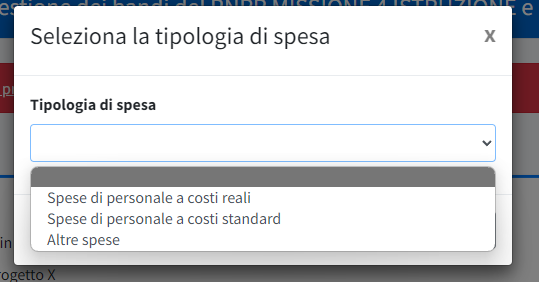 estione dei bandi del PNRR MISSIONE 4 ISTRUZIONE e
Seleziona la tipologia di spesa
x
pr
Tipologia di spesa
Spese di personale a costi reali
Spese di personale a costi standard
Altre spese
in
rogetto X